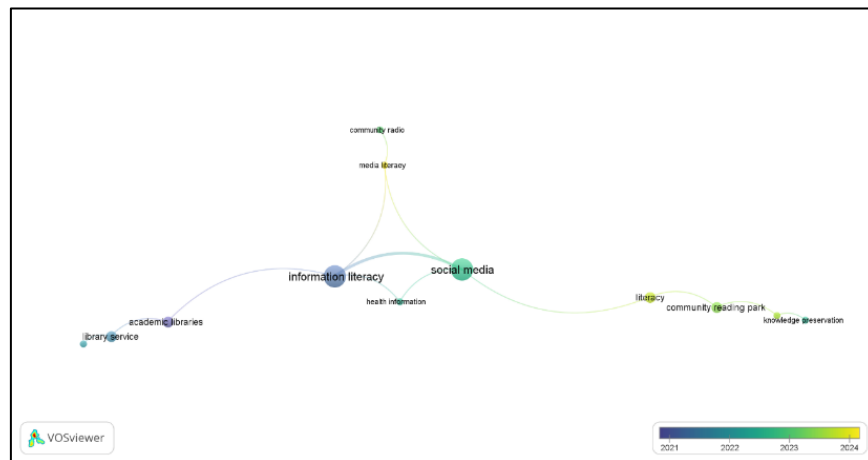 community radio
media literacy
information literacy
social media
health information
academic libraries
library service
literacy
community reading park
knowledge preservation
VOSviewer
2021
2022
2023
2024